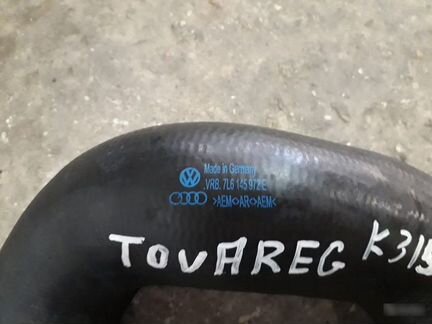 Made in Germany
.VRB. 7L6 145 972 E
>AEM<>AR<>AEM<
TOVAREG K315